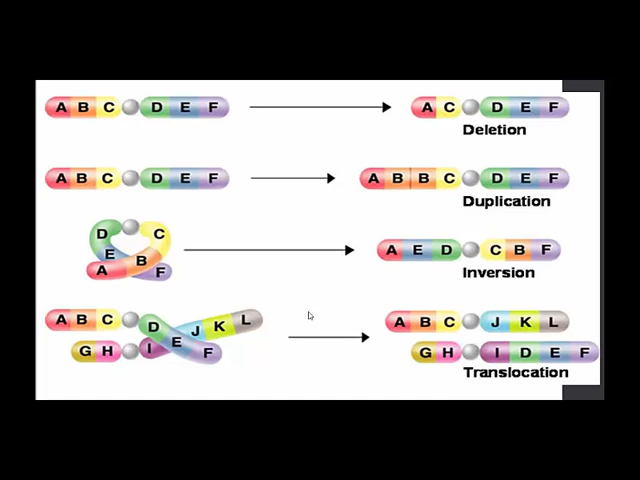 A B C D E F A C D E F
Deletion
A B C D E F A B B C D E F
Duplication
D C
E B A E D C B F
A F
Inversion
A B C D J K L A B C J K L
G H I E F G H I D E F
Translocation